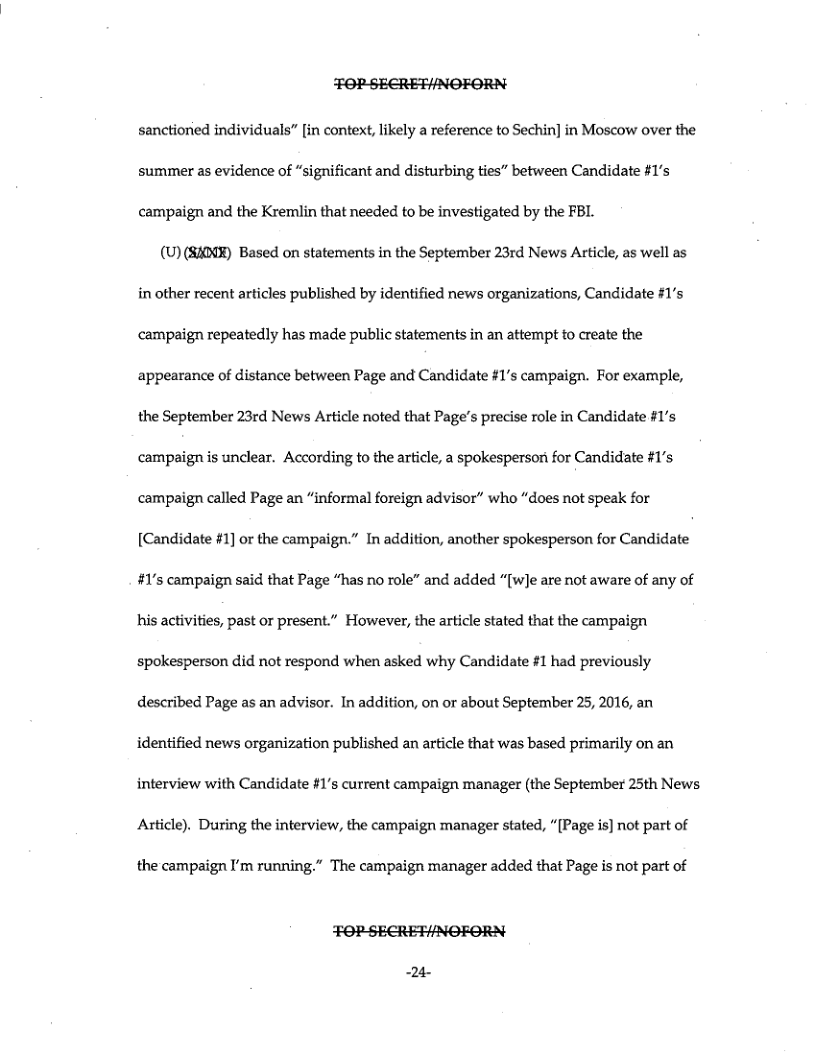 TOP SECRET//NOFORN
sanctioned individuals" [in context, likely a reference to Sechin] in Moscow over the
summer as evidence of "significant and disturbing ties" between Candidate #1's
campaign and the Kremlin that needed to be investigated by the FBI.
(U) Based on statements in the September 23rd News Article, as well as
in other recent articles published by identified news organizations, Candidate #1's
campaign repeatedly has made public statements in an attempt to create the
appearance of distance between Page and Candidate #1's campaign. For example,
the September 23rd News Article noted that Page's precise role in Candidate #1's
campaign is unclear. According to the article, a spokesperson for Candidate #1's
campaign called Page an "informal foreign advisor" who "does not speak for
[Candidate #1] or the campaign." In addition, another spokesperson for Candidate
#1's campaign said that Page "has no role" and added "[w]e are not aware of any of
his activities, past or present." However, the article stated that the campaign
spokesperson did not respond when asked why Candidate #1 had previously
described Page as an advisor. In addition, on or about September 25, 2016, an
identified news organization published an article that was based primarily on an
interview with Candidate #1's current campaign manager (the September 25th News
Article). During the interview, the campaign manager stated, "[Page is] not part of
the campaign I'm running." The campaign manager added that Page is not part of
TOP SECRET//NOFORN
-24-